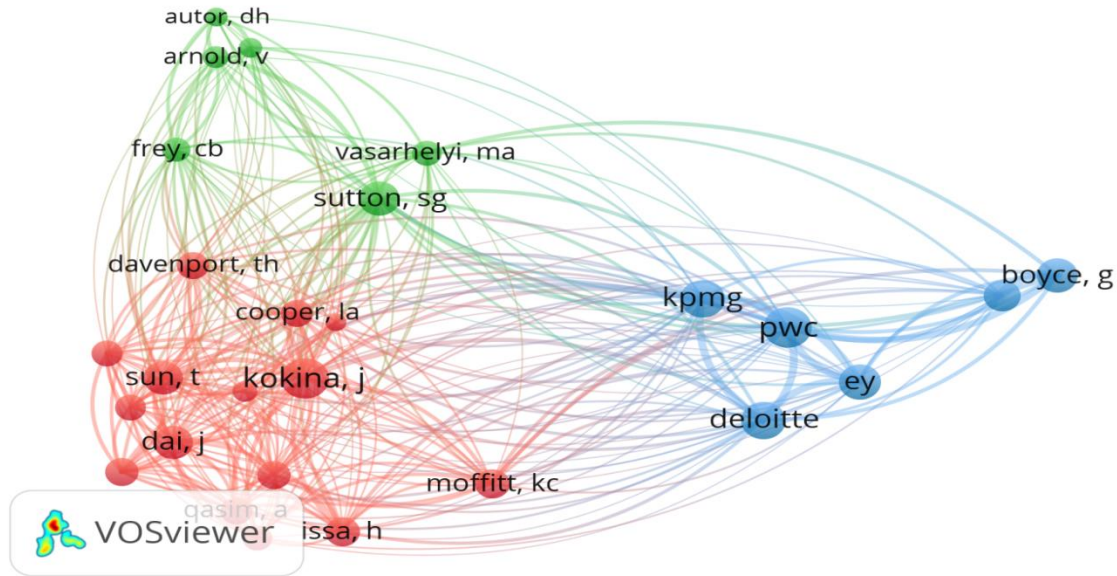 autor, dh
arnold, v
frey, cb
vasarhelyi, ma
sutton, sg
davenport, th
boyce, g
kpmg
cooper, la
pwc
sun, t
kokina, j
ey
deloitte
dai, j
moffitt, kc
qasim, a
issa, h
VOSviewer